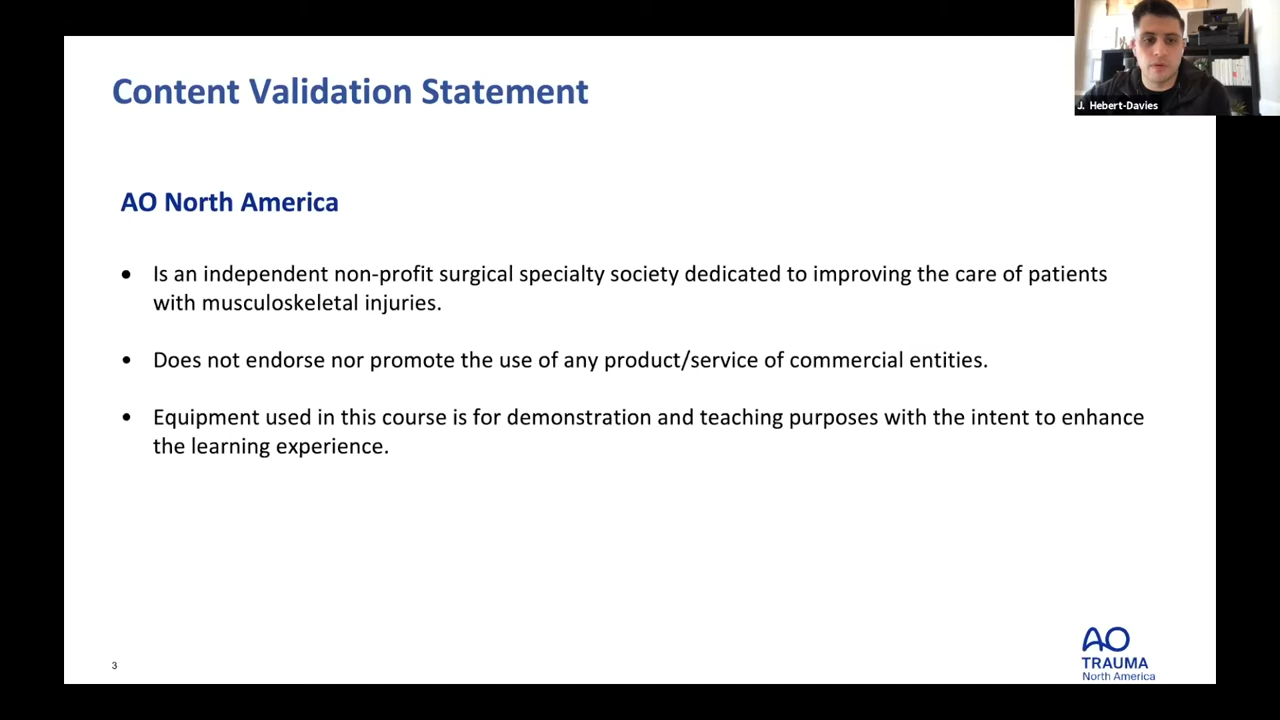 Content Validation Statement
J. Hebert-Davies
AO North America
• Is an independent non-profit surgical specialty society dedicated to improving the care of patients
with musculoskeletal injuries.
• Does not endorse nor promote the use of any product/service of commercial entities.
• Equipment used in this course is for demonstration and teaching purposes with the intent to enhance
the learning experience.
3
AO
TRAUMA
North America